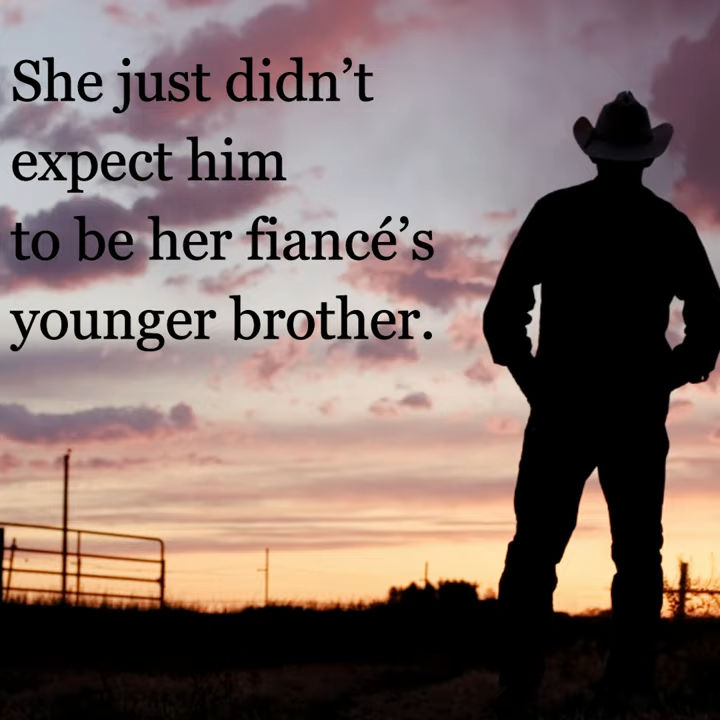 She just didn’t
expect him
to be her fiancé’s
younger brother.